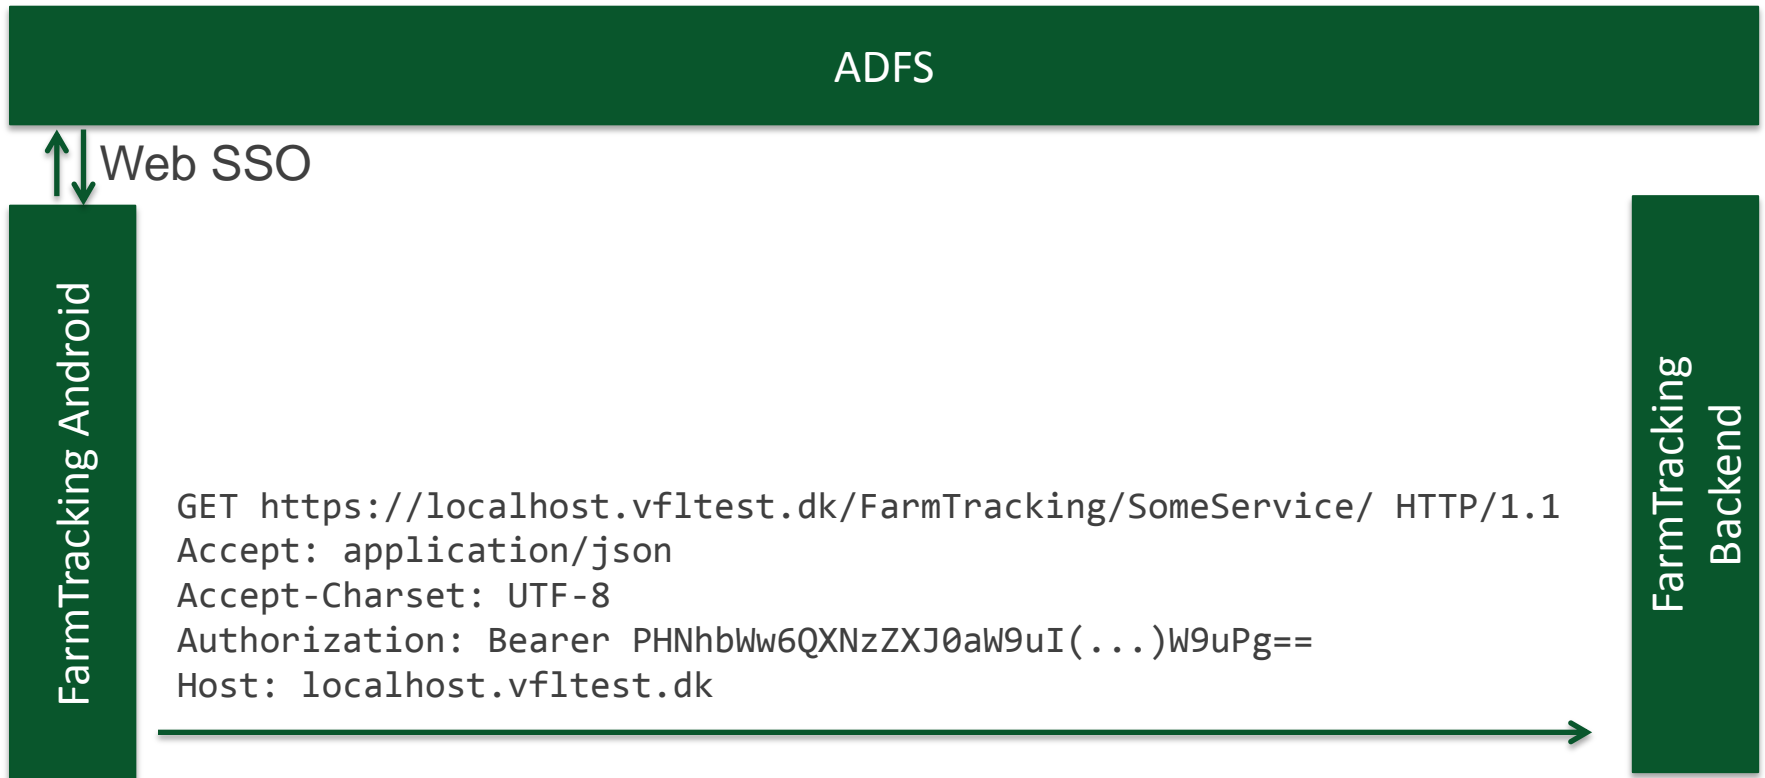 ADFS
Web SSO
FarmTracking Android
GET https://localhost.vfltest.dk/FarmTracking/SomeService/ HTTP/1.1
Accept: application/json
Accept-Charset: UTF-8
Authorization: Bearer PHNhbWw6QXNzZXJ0aW9uI(...)W9uPg==
Host: localhost.vfltest.dk
FarmTracking
Backend